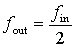 f_out = f_in / 2